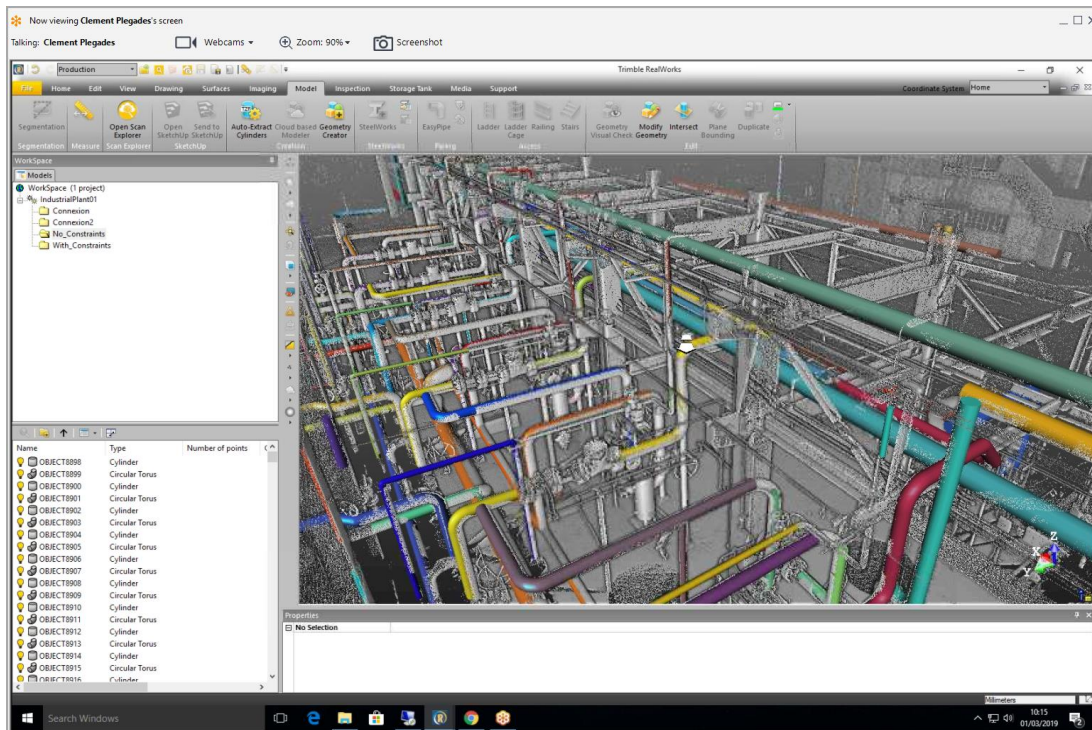 Now viewing Clement Plegades's screen
Talking: Clement Plegades Webcams Zoom: 90% Screenshot
Production Trimble RealWorks
File Home Edit View Drawing Surfaces Imaging Model Inspection Storage Tank Media Support Coordinate System Home
Segmentation Open Scan Explorer Open SketchUp Send to SketchUp Auto-Extract Cylinders Cloud based Modeler Geometry Creator SteelWorks EasyPipe Ladder Ladder Cage Railing Stairs Geometry Visual Check Modify Geometry Intersect Plane Bounding Duplicate
Segmentation Measure Scan Explorer SketchUp Creation SteelWorks Piping Access Edit
WorkSpace
Models
WorkSpace (1 project)
IndustrialPlant01
Connexion
Connexion2
No_Constraints
With_Constraints
Name Type Number of points
OBJECT8898 Cylinder
OBJECT8899 Circular Torus
OBJECT8900 Cylinder
OBJECT8901 Circular Torus
OBJECT8902 Cylinder
OBJECT8903 Circular Torus
OBJECT8904 Cylinder
OBJECT8905 Circular Torus
OBJECT8906 Cylinder
OBJECT8907 Circular Torus
OBJECT8908 Cylinder
OBJECT8909 Circular Torus
OBJECT8910 Cylinder
OBJECT8911 Circular Torus
OBJECT8912 Cylinder
OBJECT8913 Circular Torus
OBJECT8914 Cylinder
OBJECT8915 Circular Torus
OBJECT8916 Cylinder
Z
X
Y
Properties
No Selection
Millimeters
Search Windows
10:15
01/03/2019
2